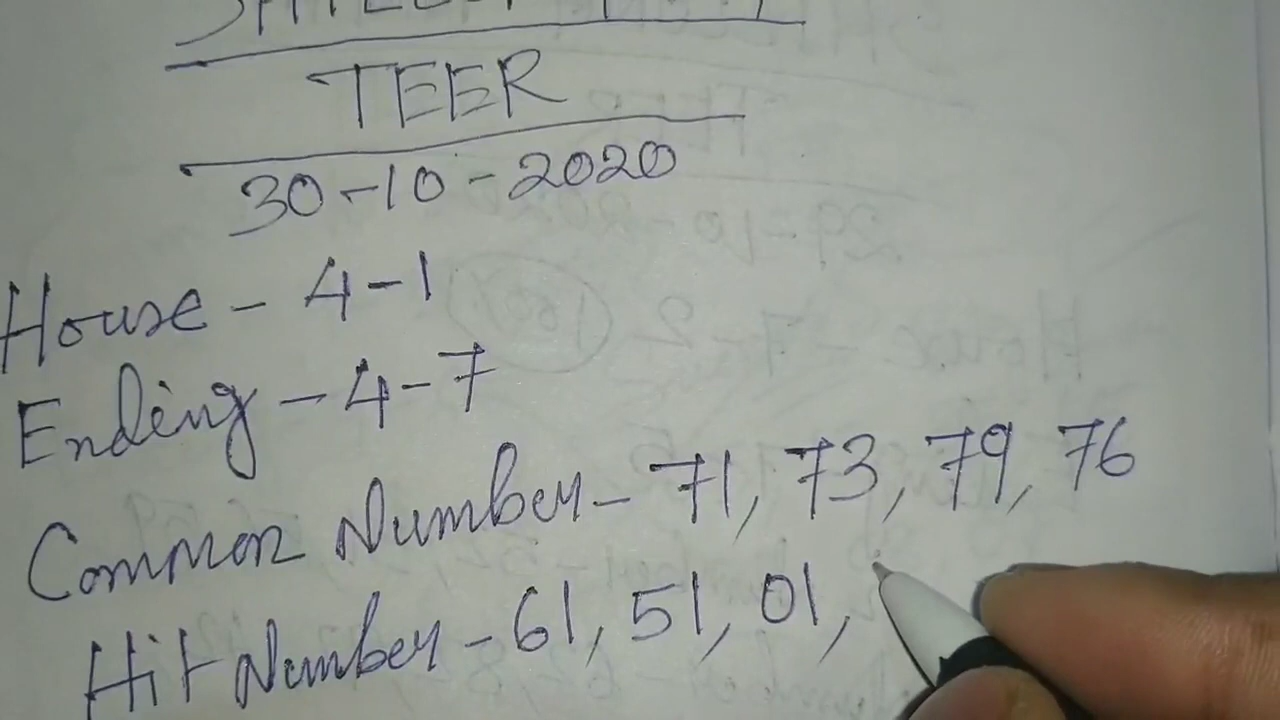 TEER
30-10-2020
House - 4-1
Ending - 4-7
Common Number - 71, 73, 79, 76
Hit Number - 61, 51, 01,